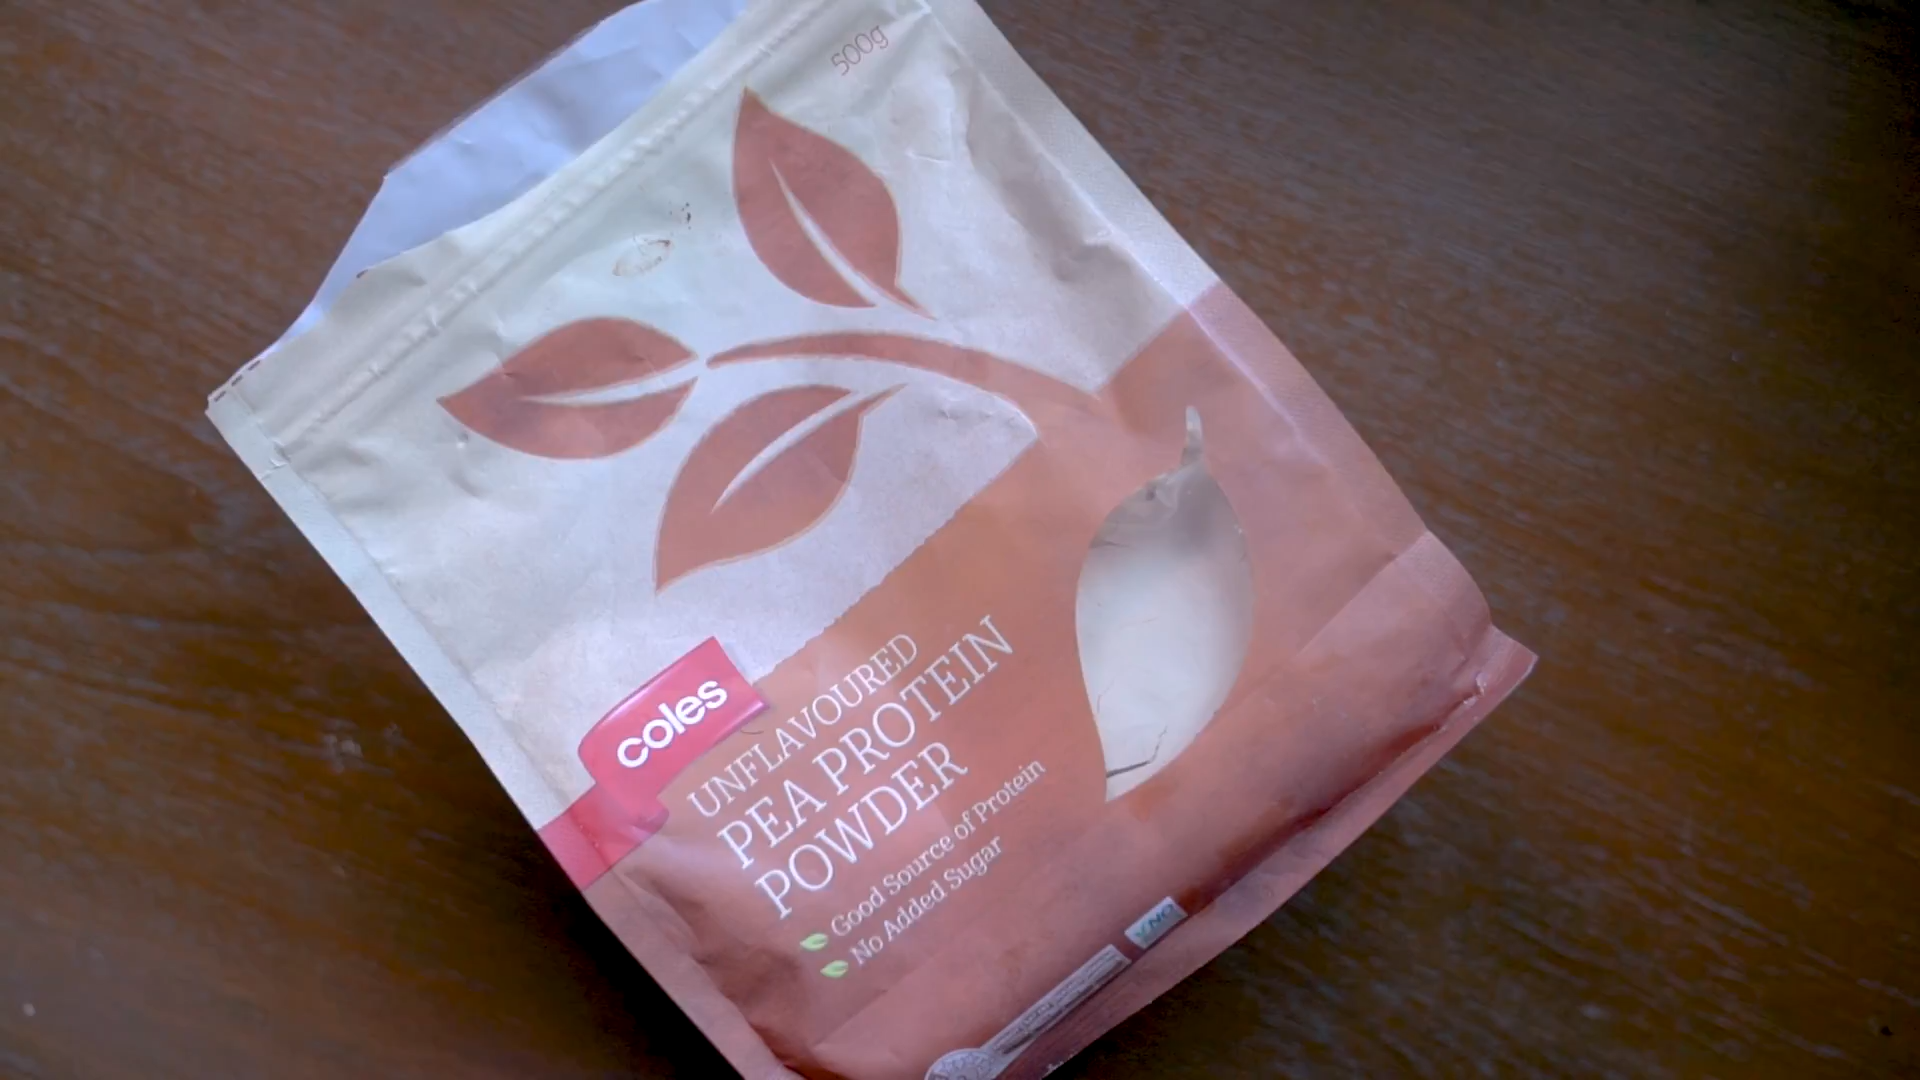 500g
coles
UNFLAVOURED
PEA PROTEIN
POWDER
Good Source of Protein
No Added Sugar